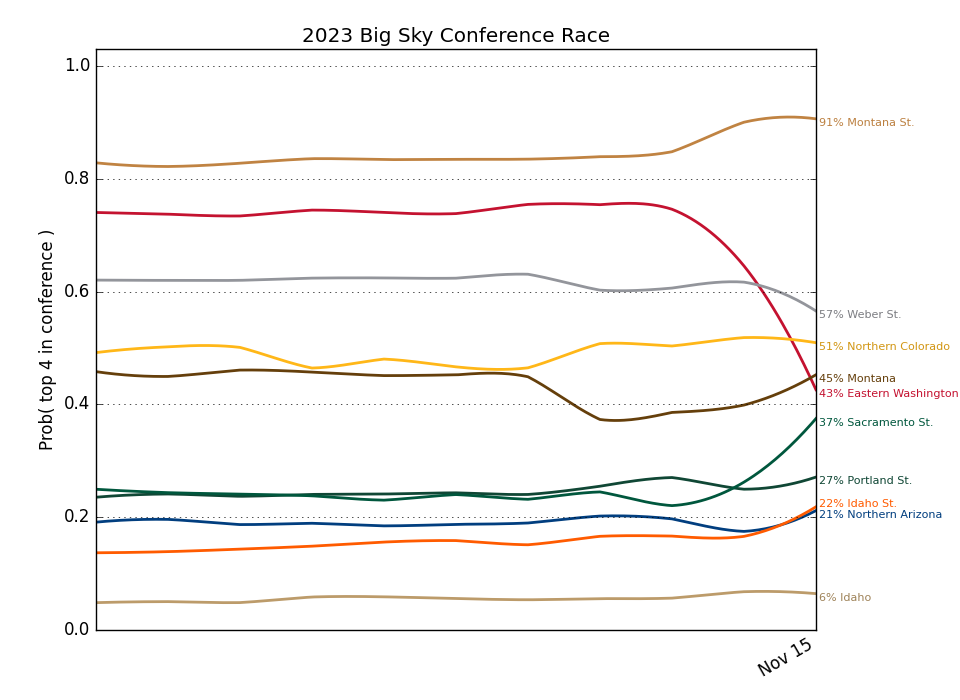 2023 Big Sky Conference Race
1.0
0.8
0.6
0.4
0.2
0.0
Prob( top 4 in conference )
91% Montana St.
57% Weber St.
51% Northern Colorado
45% Montana
43% Eastern Washington
37% Sacramento St.
27% Portland St.
22% Idaho St.
21% Northern Arizona
6% Idaho
Nov 15